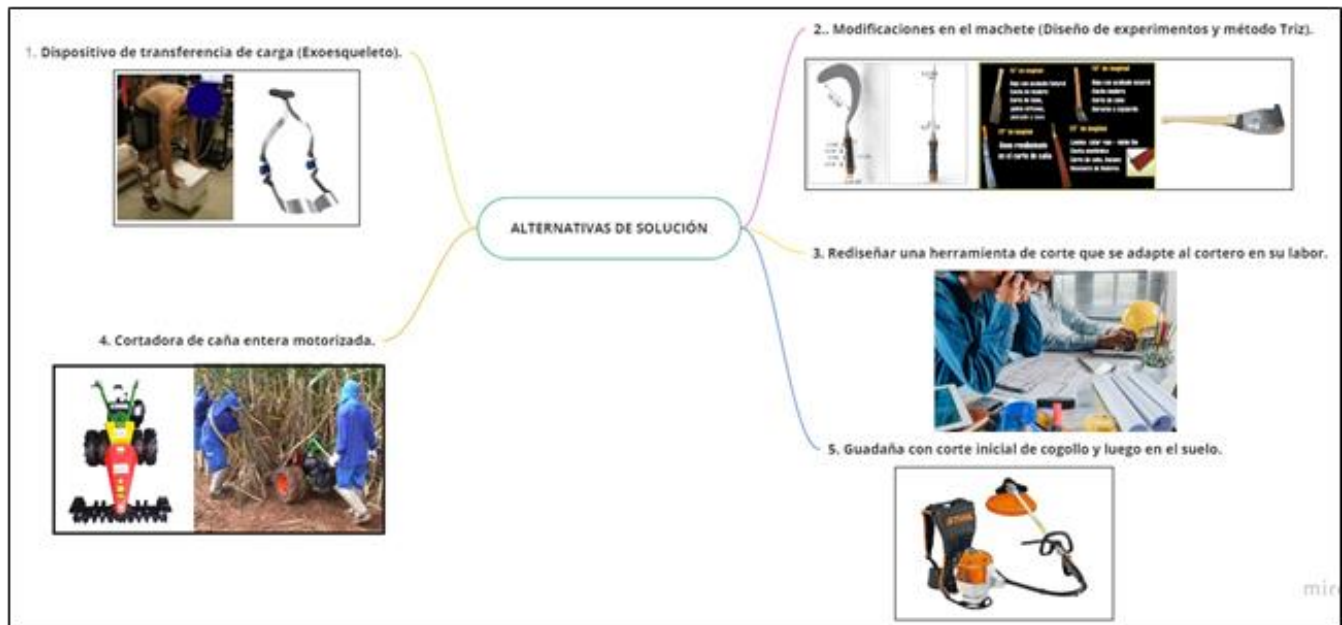 1. Dispositivo de transferencia de carga (Exoesqueleto).
2.. Modificaciones en el machete (Diseño de experimentos y método Triz).
ALTERNATIVAS DE SOLUCIÓN
3. Rediseñar una herramienta de corte que se adapte al cortero en su labor.
4. Cortadora de caña entera motorizada.
5. Guadaña con corte inicial de cogollo y luego en el suelo.
STIHL